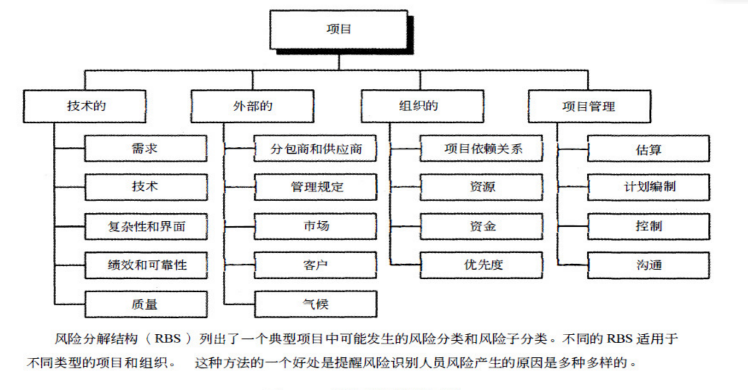 项目
技术的 外部的 组织的 项目管理
需求 分包商和供应商 项目依赖关系 估算
技术 管理规定 资源 计划编制
复杂性和界面 市场 资金 控制
绩效和可靠性 客户 优先度 沟通
质量 气候
风险分解结构（RBS）列出了一个典型项目中可能发生的风险分类和风险子分类。不同的 RBS 适用于
不同类型的项目和组织。 这种方法的一个好处是提醒风险识别人员风险产生的原因是多种多样的。